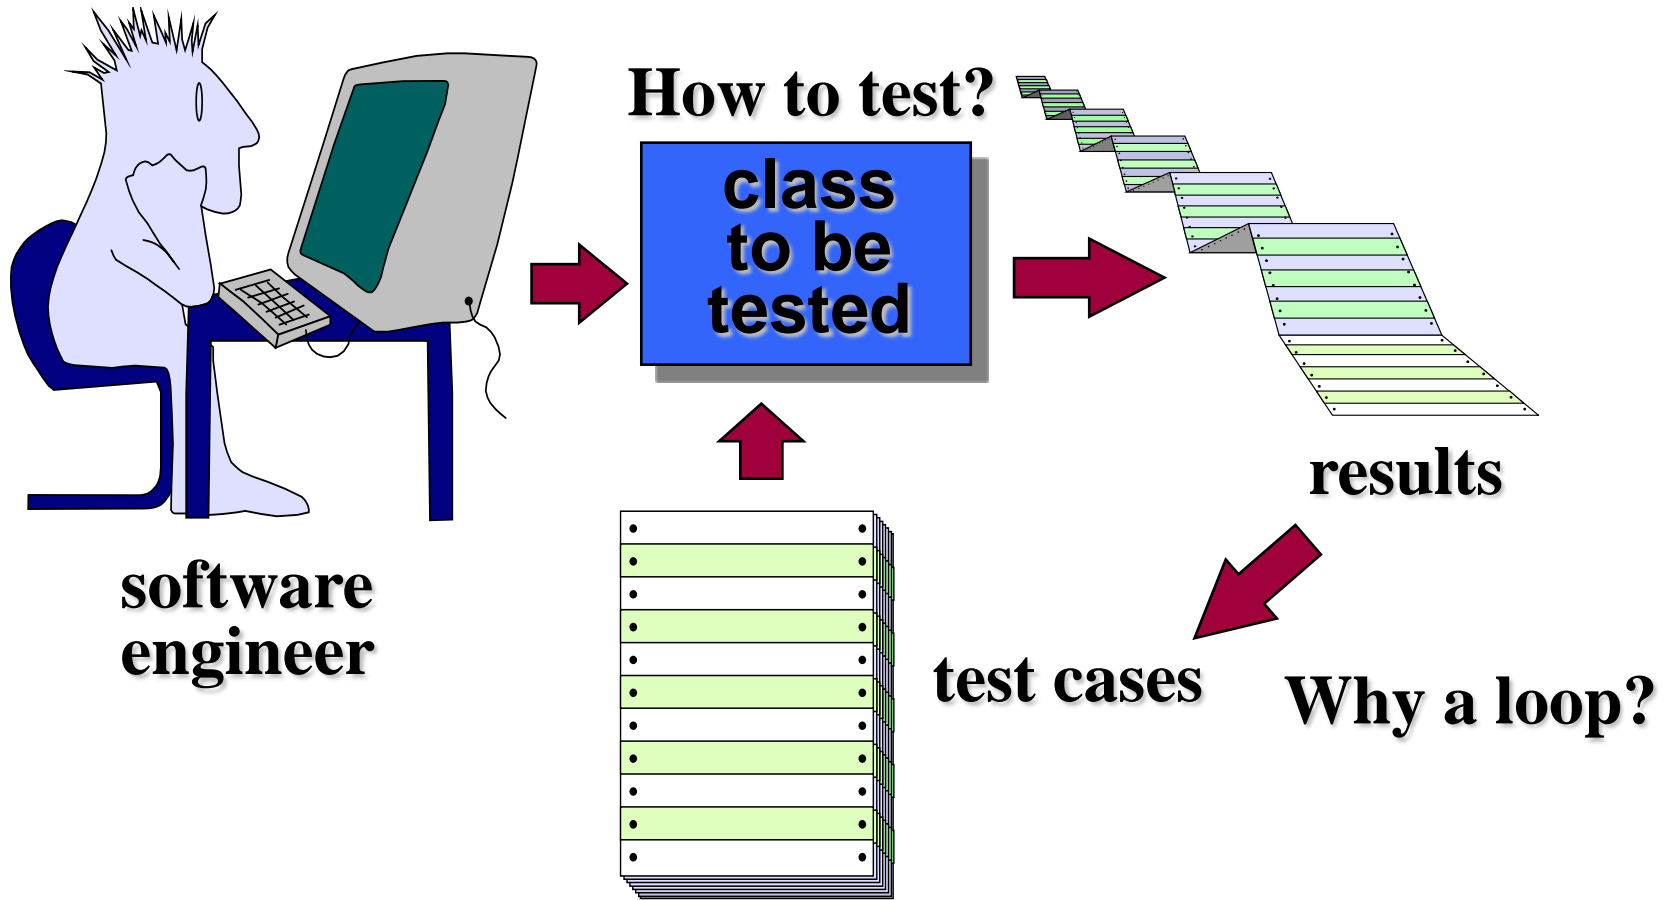 How to test?
class
to be
tested
results
software
engineer
test cases
Why a loop?